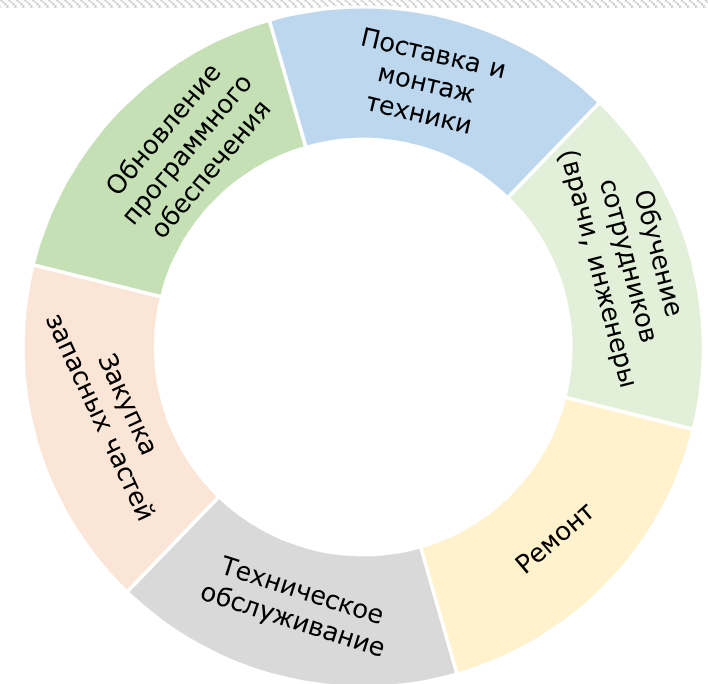 Поставка и
монтаж
техники
Обучение
сотрудников
(врачи, инженеры
Ремонт
Техническое
обслуживание
Закупка
запасных частей
Обновление
программного
обеспечения